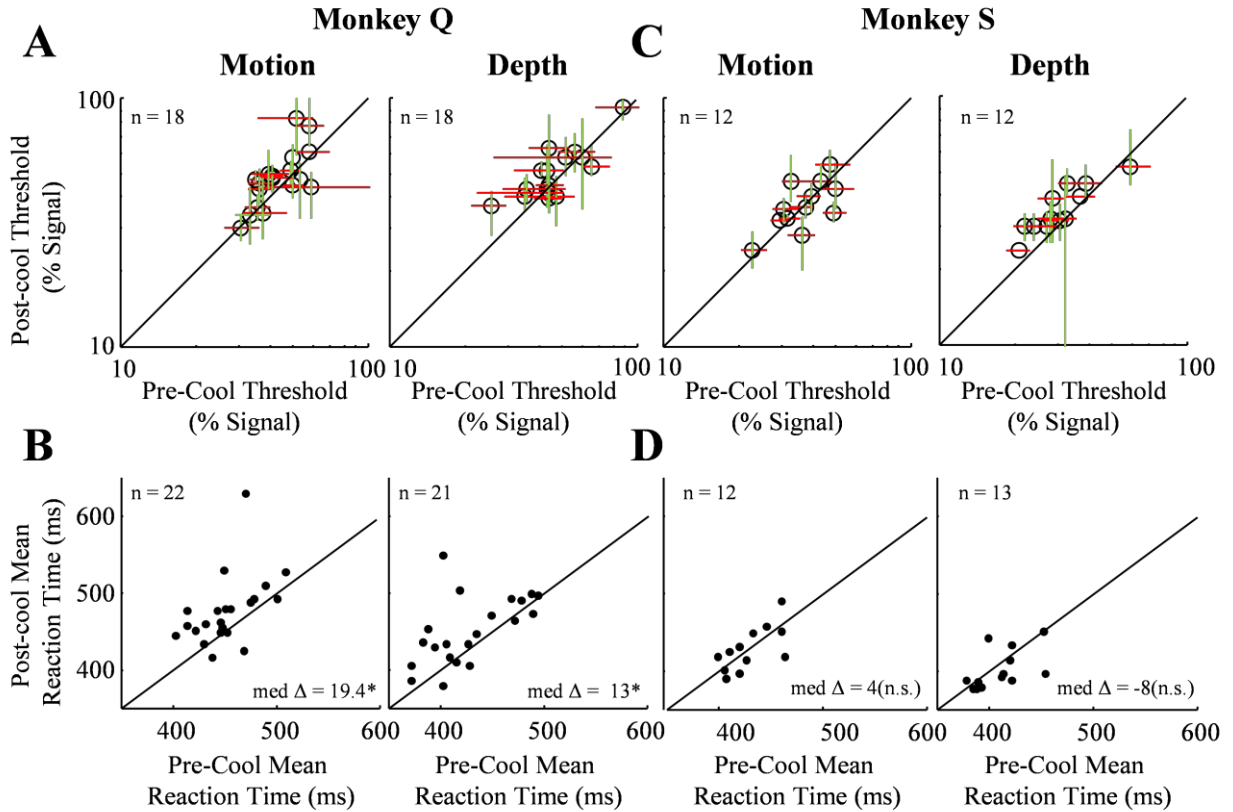 Monkey Q
Monkey S
A
C
Motion
Depth
Motion
Depth
Post-cool Threshold
(% Signal)
100
10
n = 18
n = 18
n = 12
n = 12
10
100
10
100
10
100
10
100
Pre-Cool Threshold
(% Signal)
Pre-Cool Threshold
(% Signal)
Pre-Cool Threshold
(% Signal)
Pre-Cool Threshold
(% Signal)
B
D
Post-cool Mean
Reaction Time (ms)
600
500
400
n = 22
med Δ = 19.4*
n = 21
med Δ = 13*
n = 12
med Δ = 4(n.s.)
n = 13
med Δ = -8(n.s.)
400
500
600
400
500
600
400
500
600
400
500
600
Pre-Cool Mean
Reaction Time (ms)
Pre-Cool Mean
Reaction Time (ms)
Pre-Cool Mean
Reaction Time (ms)
Pre-Cool Mean
Reaction Time (ms)